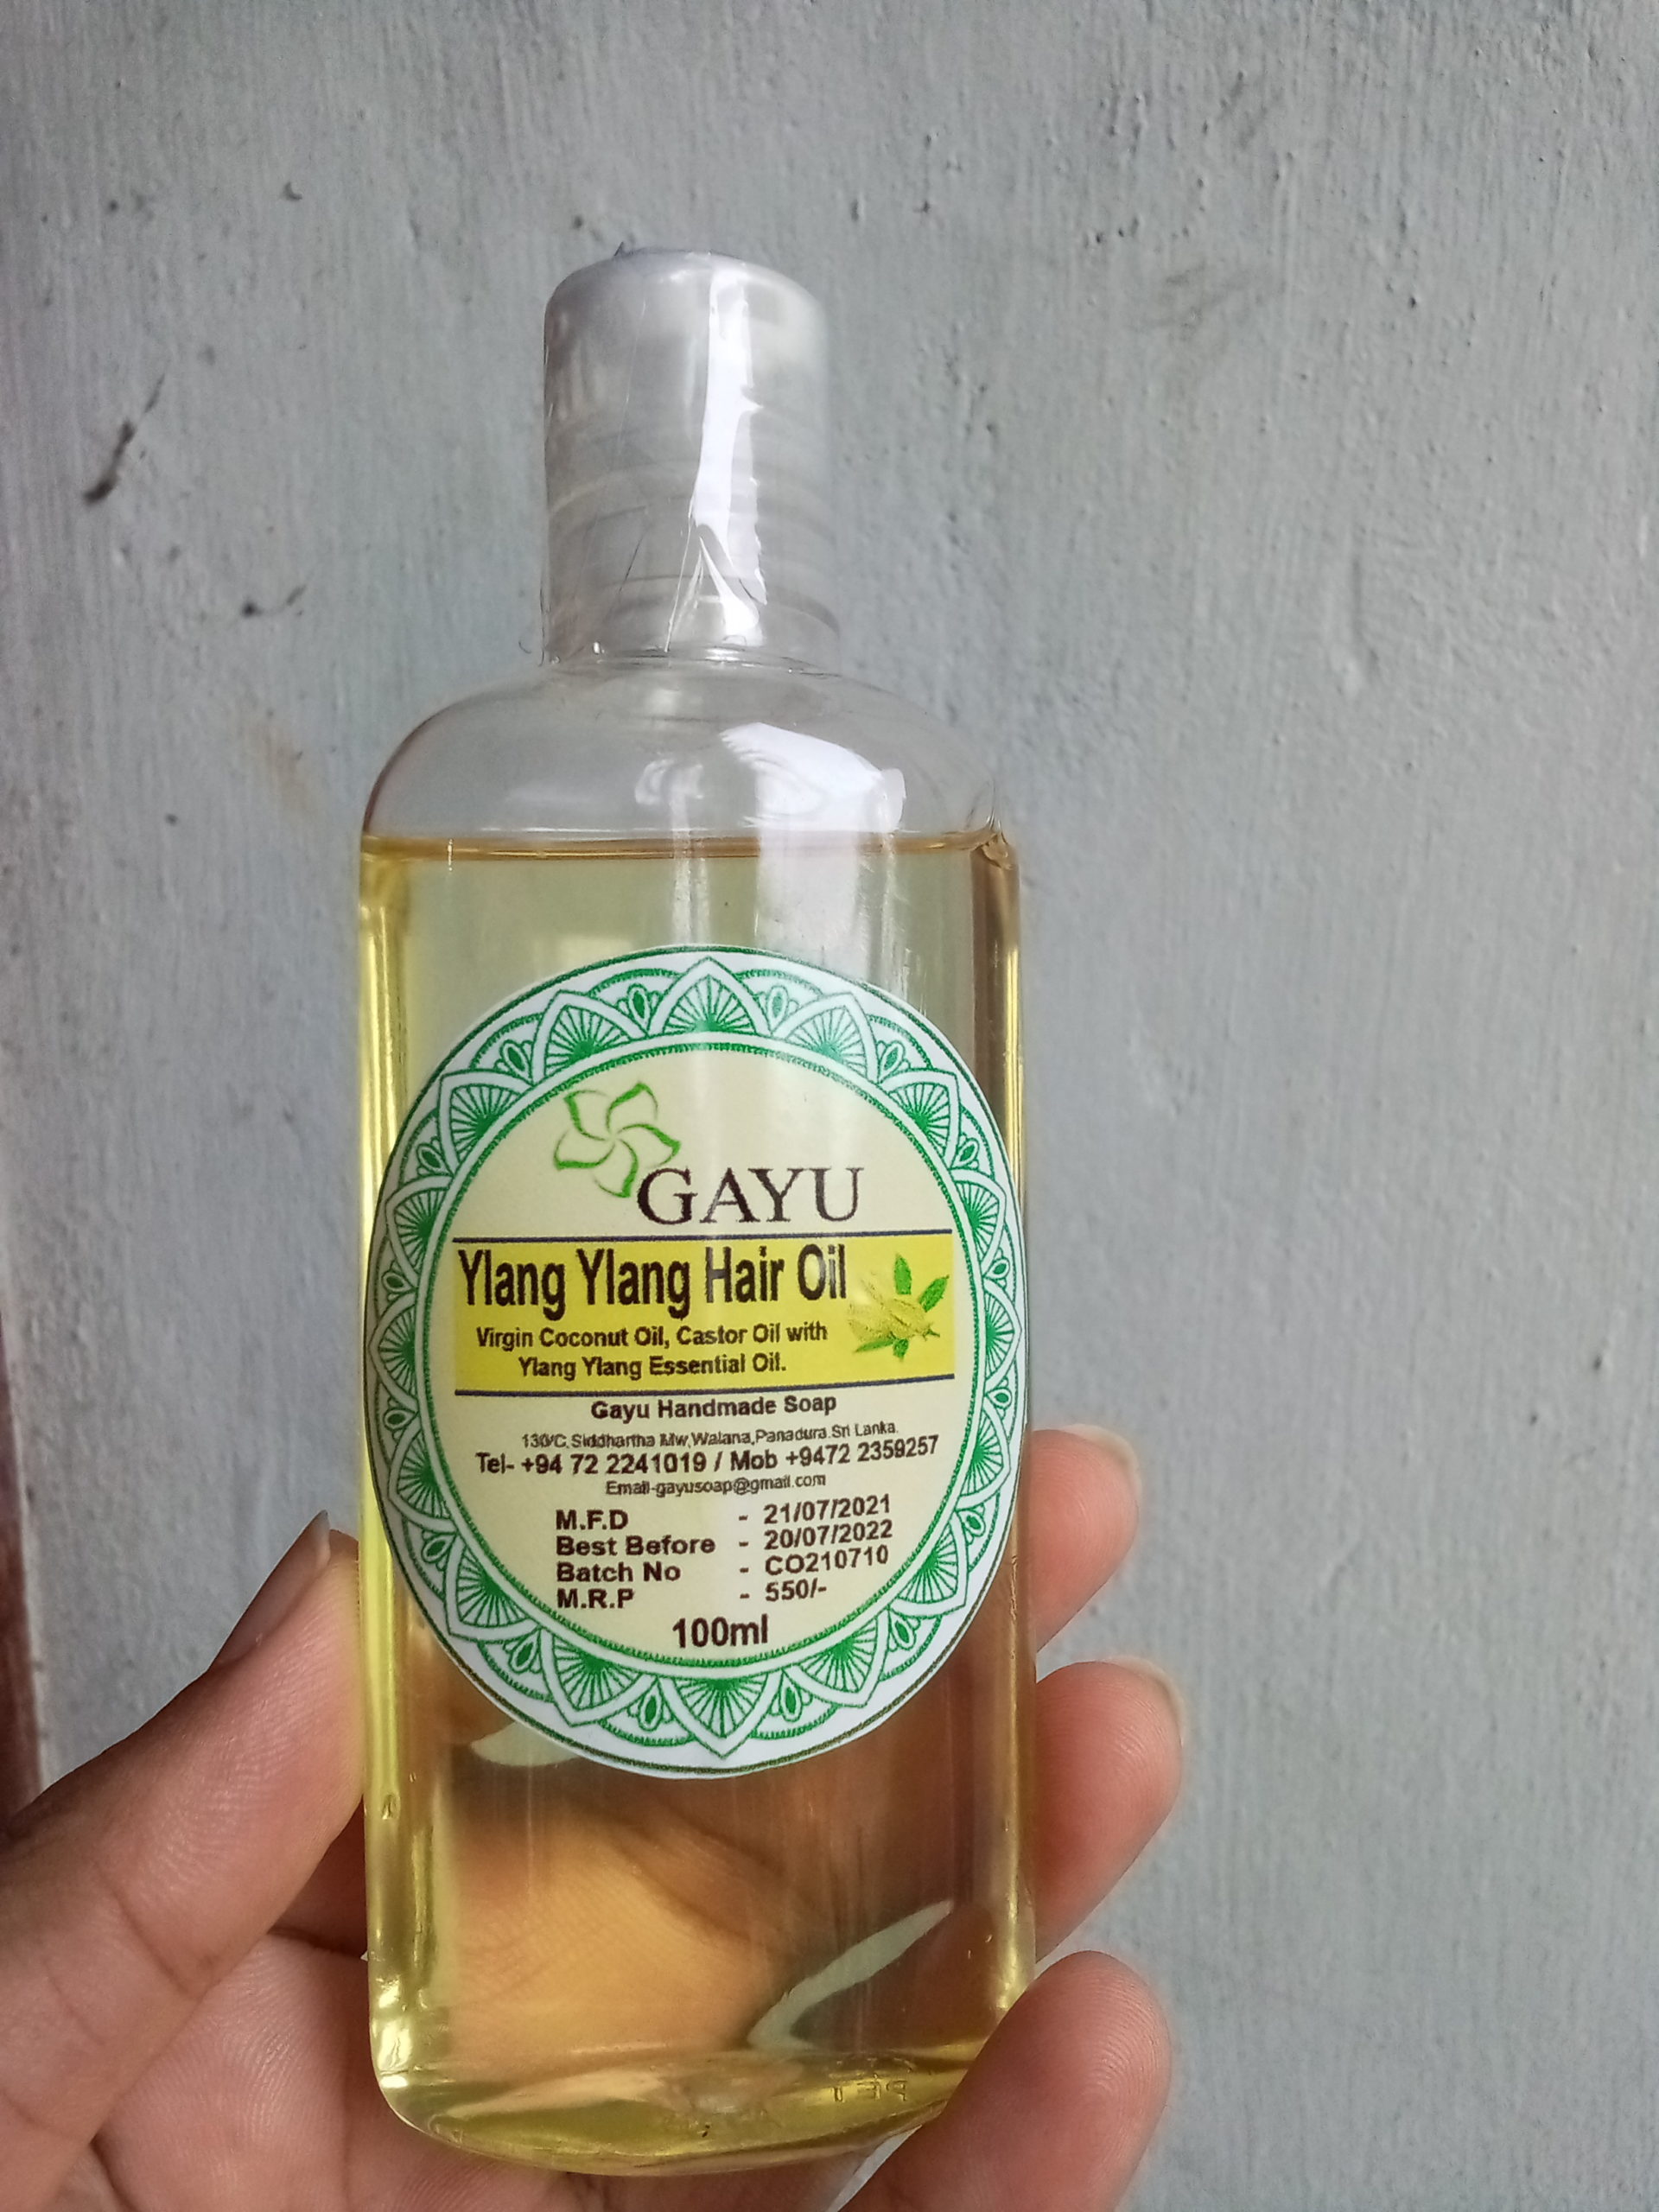 GAYU
Ylang Ylang Hair Oil
Virgin Coconut Oil, Castor Oil with
Ylang Ylang Essential Oil.
Gayu Handmade Soap
130/C, Siddhartha Mw, Walana, Panadura. Sri Lanka.
Tel- +94 72 2241019 / Mob +9472 2359257
Email-gayusoap@gmail.com
M.F.D - 21/07/2021
Best Before - 20/07/2022
Batch No - CO210710
M.R.P - 550/-
100ml